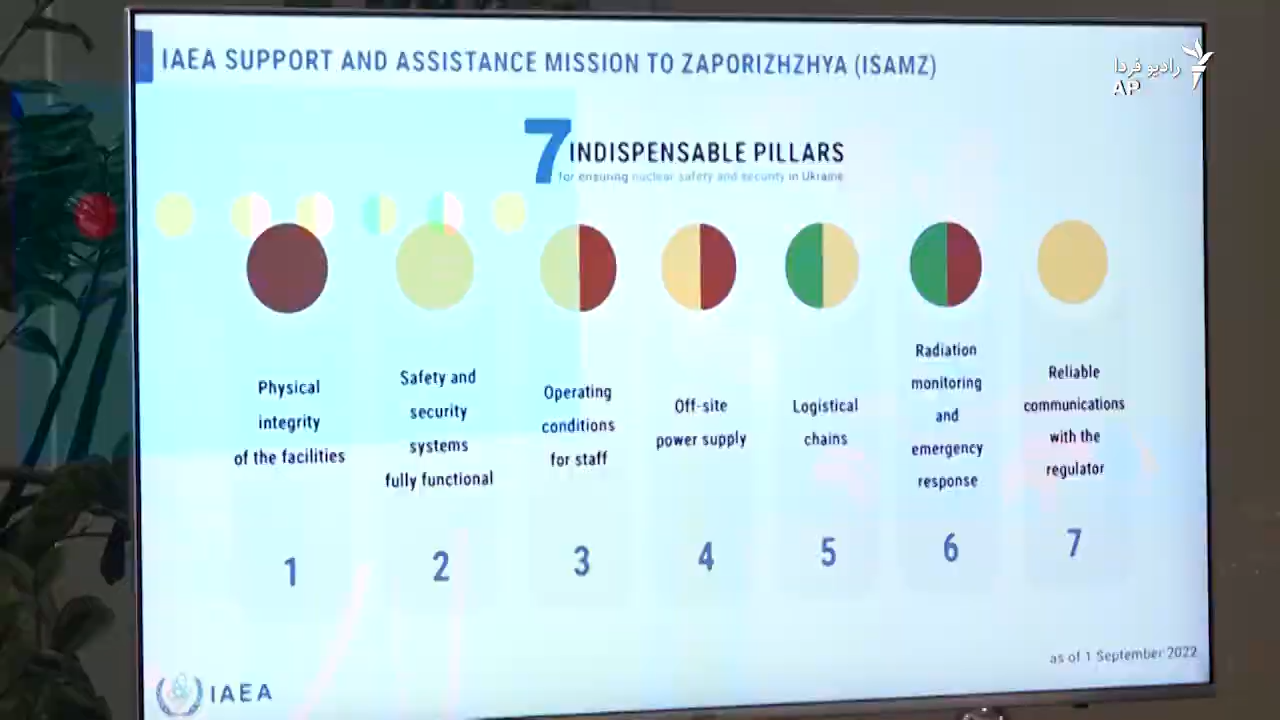 IAEA SUPPORT AND ASSISTANCE MISSION TO ZAPORIZHZHYA (ISAMZ)
رادیو فردا
AP
7 INDISPENSABLE PILLARS
for ensuring nuclear safety and security in Ukraine
Physical
integrity
of the facilities
1
Safety and
security
systems
fully functional
2
Operating
conditions
for staff
3
Off-site
power supply
4
Logistical
chains
5
Radiation
monitoring
and
emergency
response
6
Reliable
communications
with the
regulator
7
as of 1 September 2022
IAEA